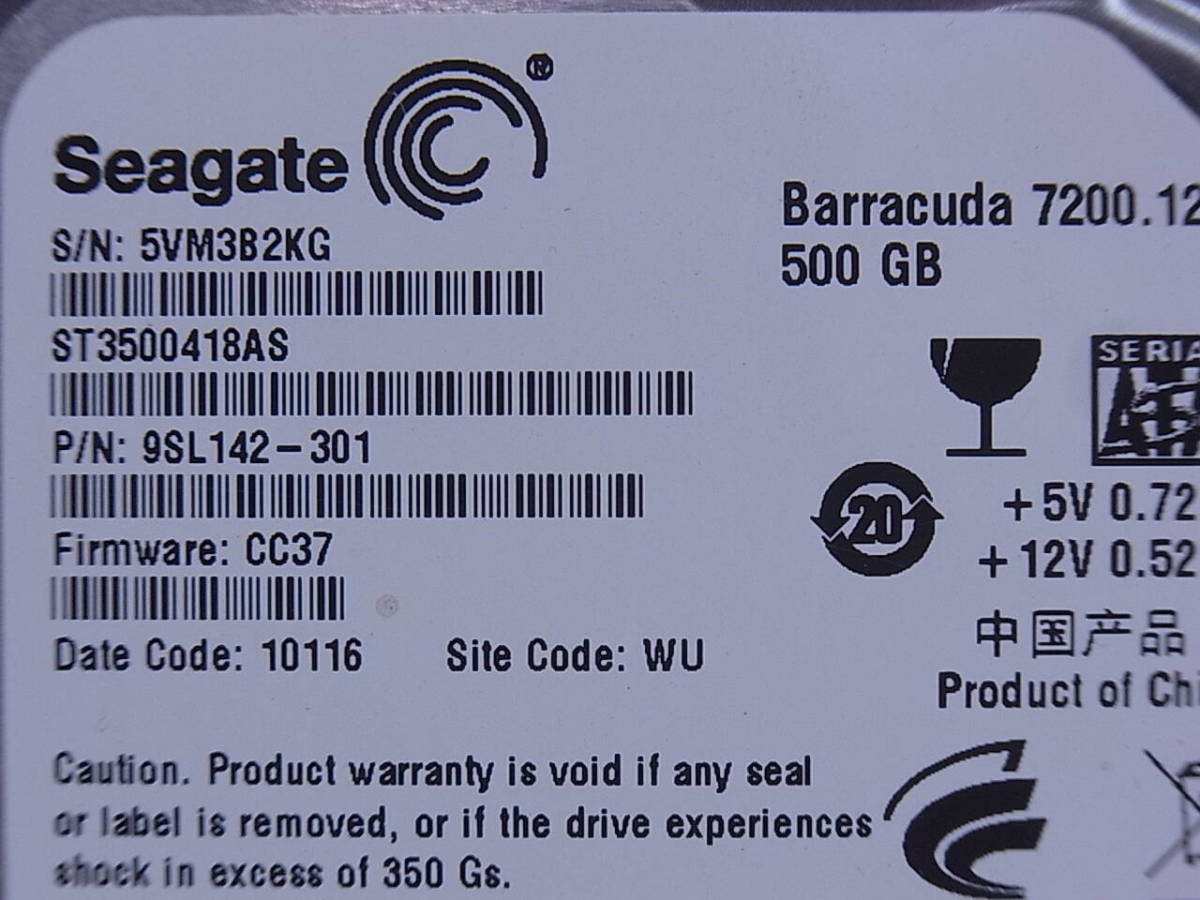 Seagate®
S/N: 5VM3B2KG
ST3500418AS
P/N: 9SL142-301
Firmware: CC37
Date Code: 10116 Site Code: WU
Barracuda 7200.12
500 GB
SERIA
ATA
20
+5V 0.72
+12V 0.52
中国产品
Product of Chi
Caution. Product warranty is void if any seal
or label is removed, or if the drive experiences
shock in excess of 350 Gs.